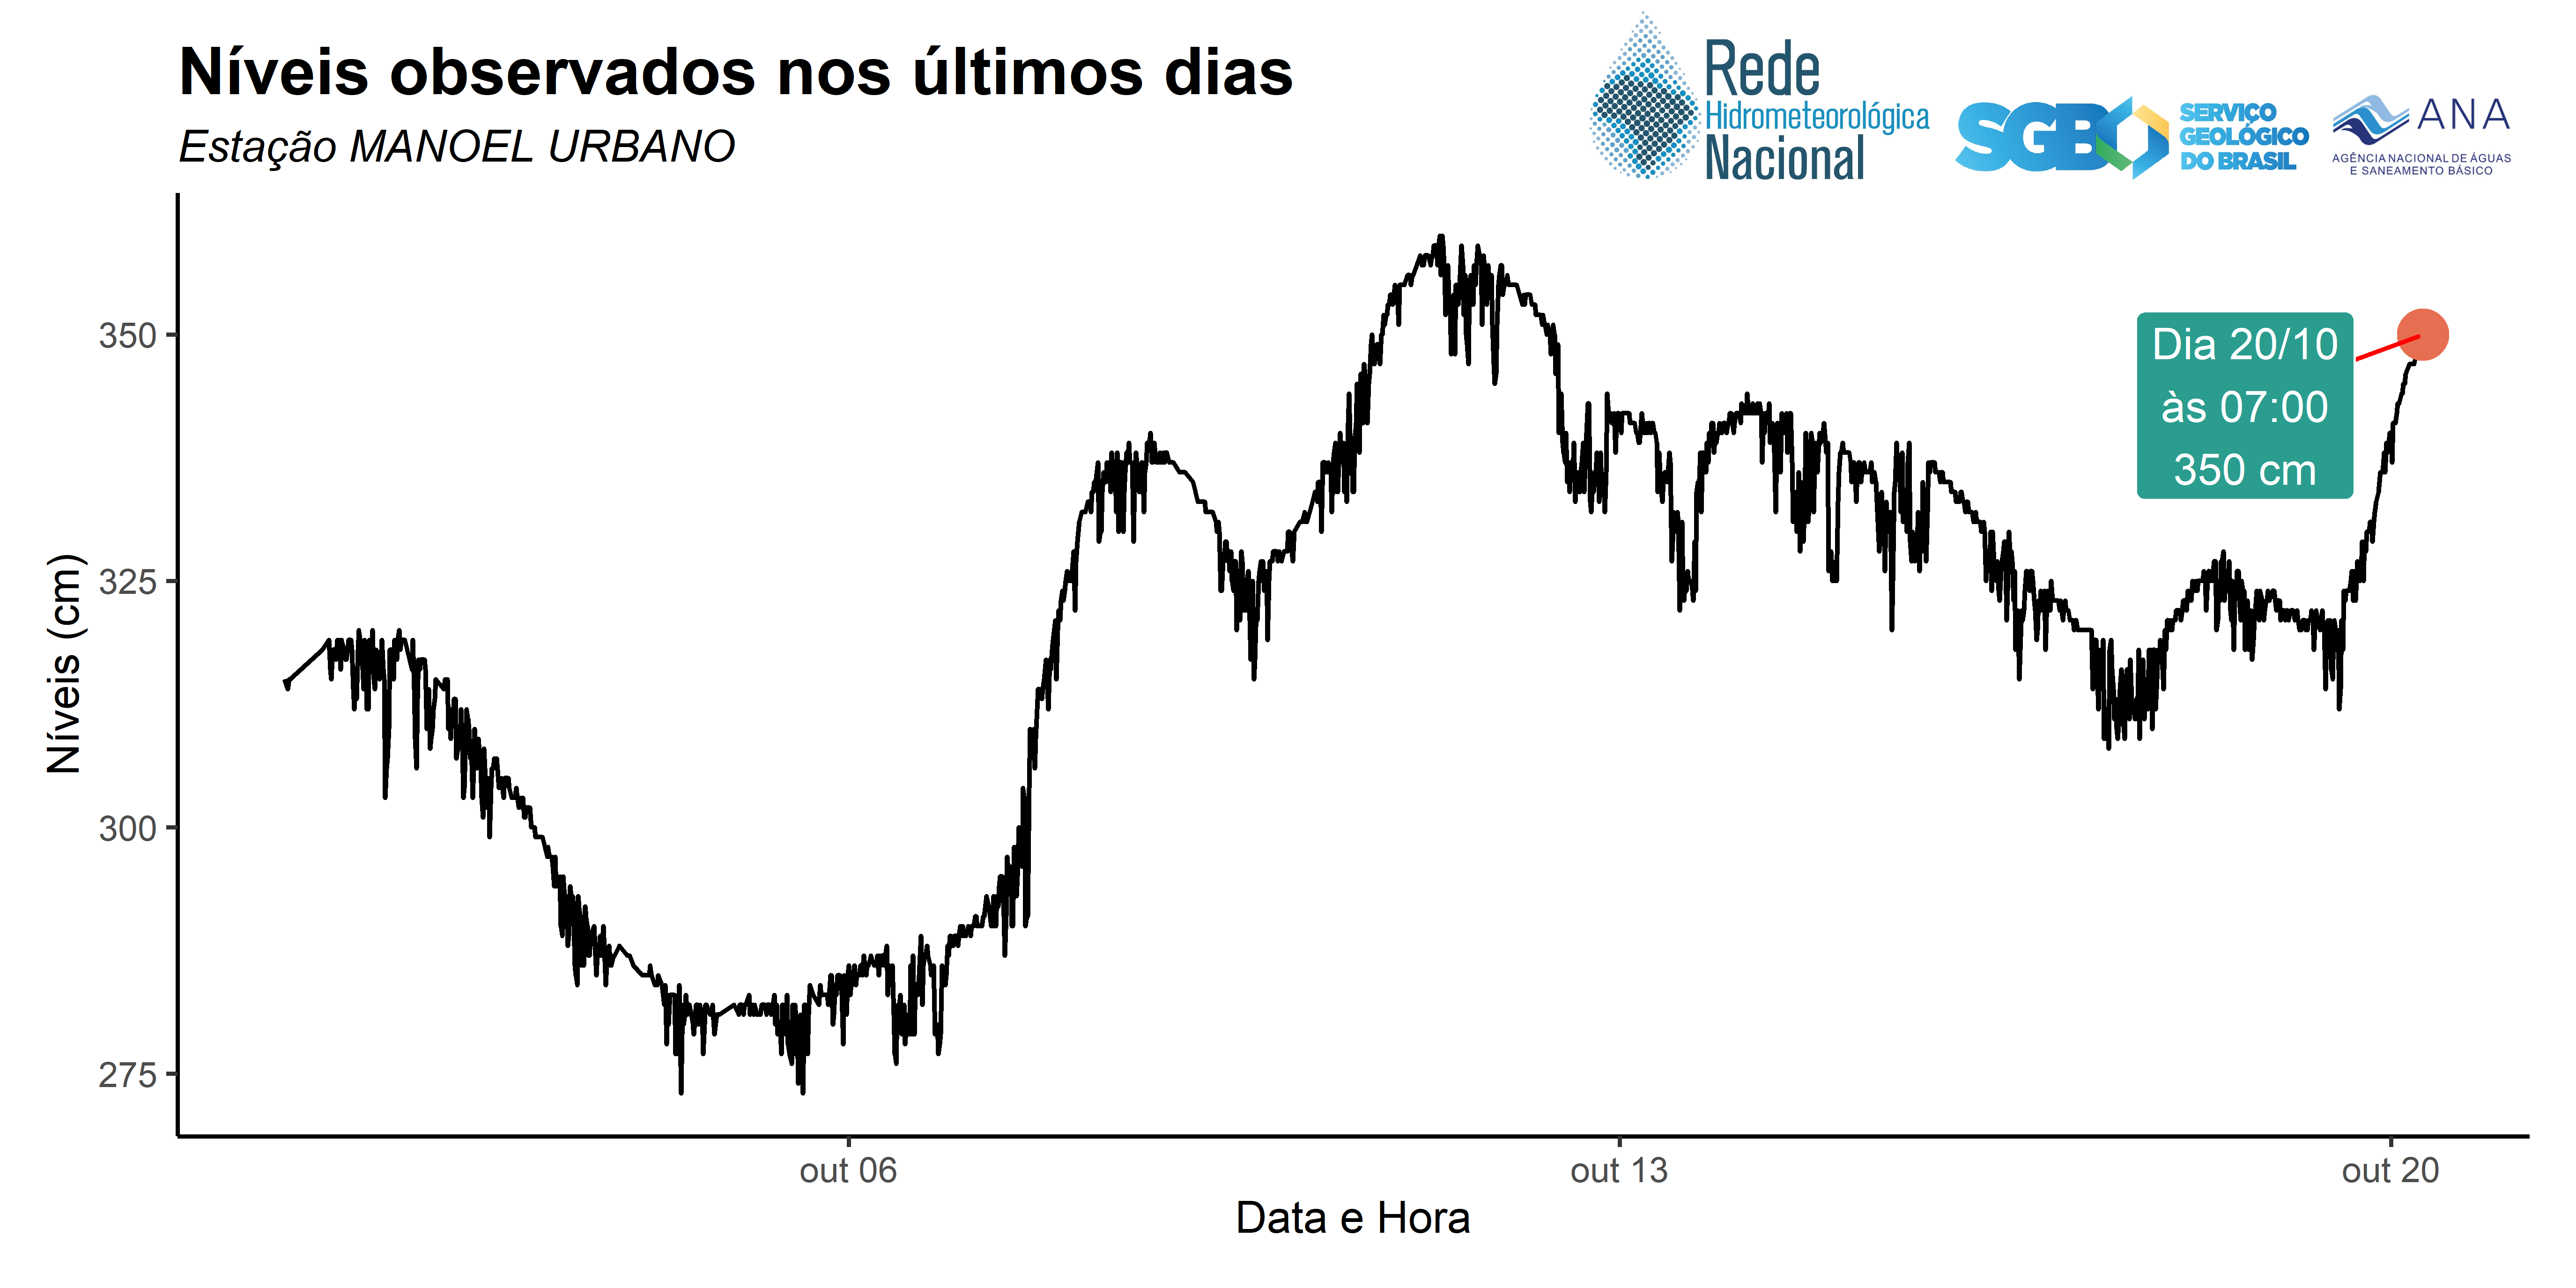 Níveis observados nos últimos dias
Estação MANOEL URBANO
Rede
Hidrometeorológica
Nacional
SGB
SERVIÇO
GEOLÓGICO
DO BRASIL
ANA
AGÊNCIA NACIONAL DE ÁGUAS
E SANEAMENTO BÁSICO
Níveis (cm)
350
325
300
275
Dia 20/10
às 07:00
350 cm
out 06
out 13
out 20
Data e Hora